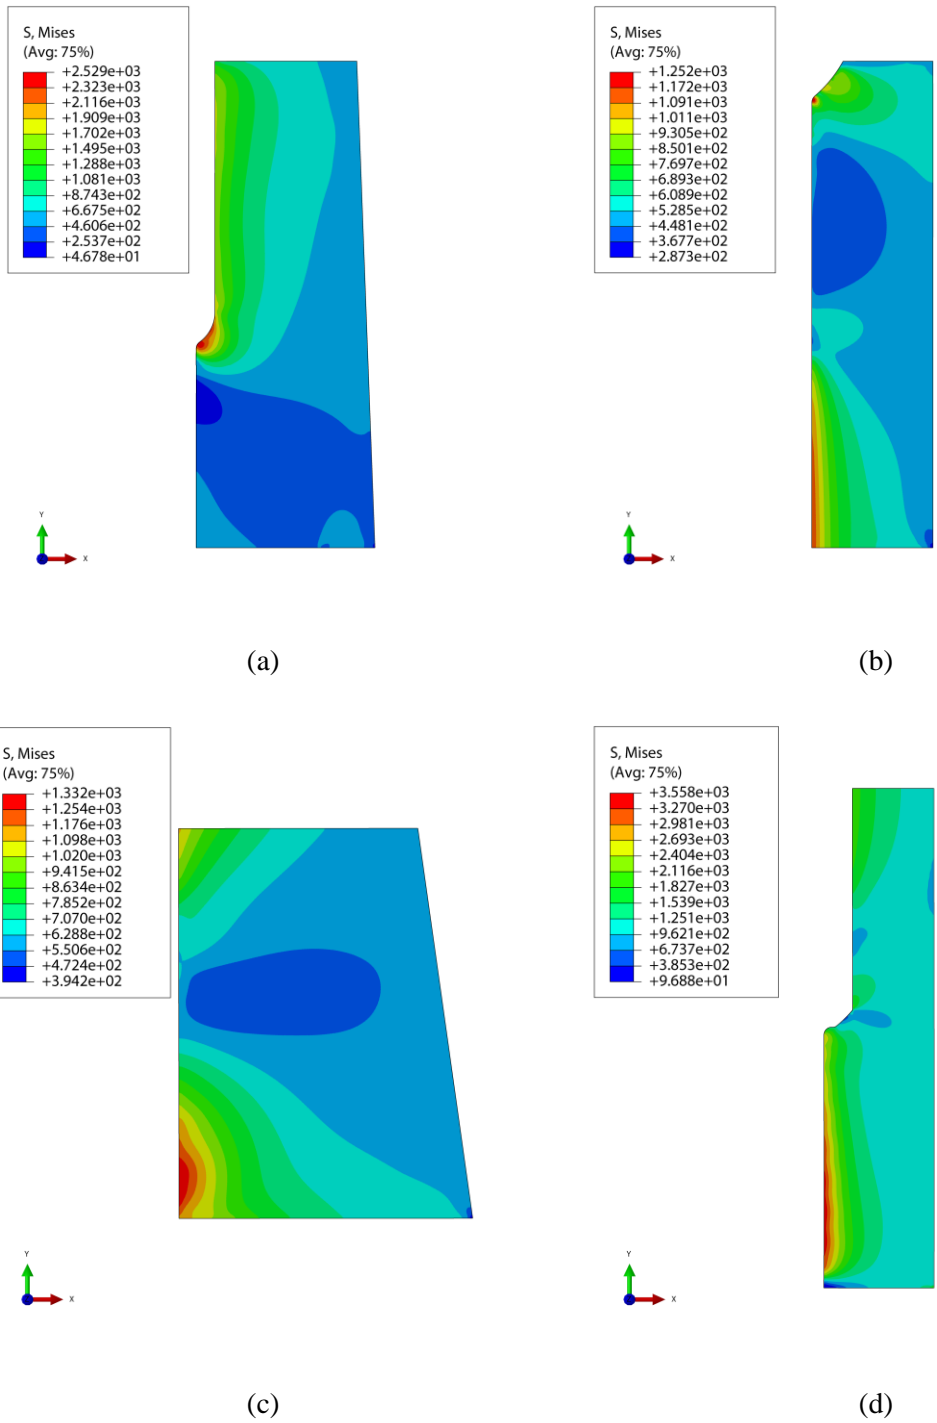 S, Mises
(Avg: 75%)
+2.529e+03
+2.323e+03
+2.116e+03
+1.909e+03
+1.702e+03
+1.495e+03
+1.288e+03
+1.081e+03
+8.743e+02
+6.675e+02
+4.606e+02
+2.537e+02
+4.678e+01
Y
X
(a)
S, Mises
(Avg: 75%)
+1.252e+03
+1.172e+03
+1.091e+03
+1.011e+03
+9.305e+02
+8.501e+02
+7.697e+02
+6.893e+02
+6.089e+02
+5.285e+02
+4.481e+02
+3.677e+02
+2.873e+02
Y
X
(b)
S, Mises
(Avg: 75%)
+1.332e+03
+1.254e+03
+1.176e+03
+1.098e+03
+1.020e+03
+9.415e+02
+8.634e+02
+7.852e+02
+7.070e+02
+6.288e+02
+5.506e+02
+4.724e+02
+3.942e+02
Y
X
(c)
S, Mises
(Avg: 75%)
+3.558e+03
+3.270e+03
+2.981e+03
+2.693e+03
+2.404e+03
+2.116e+03
+1.827e+03
+1.539e+03
+1.251e+03
+9.621e+02
+6.737e+02
+3.853e+02
+9.688e+01
Y
X
(d)